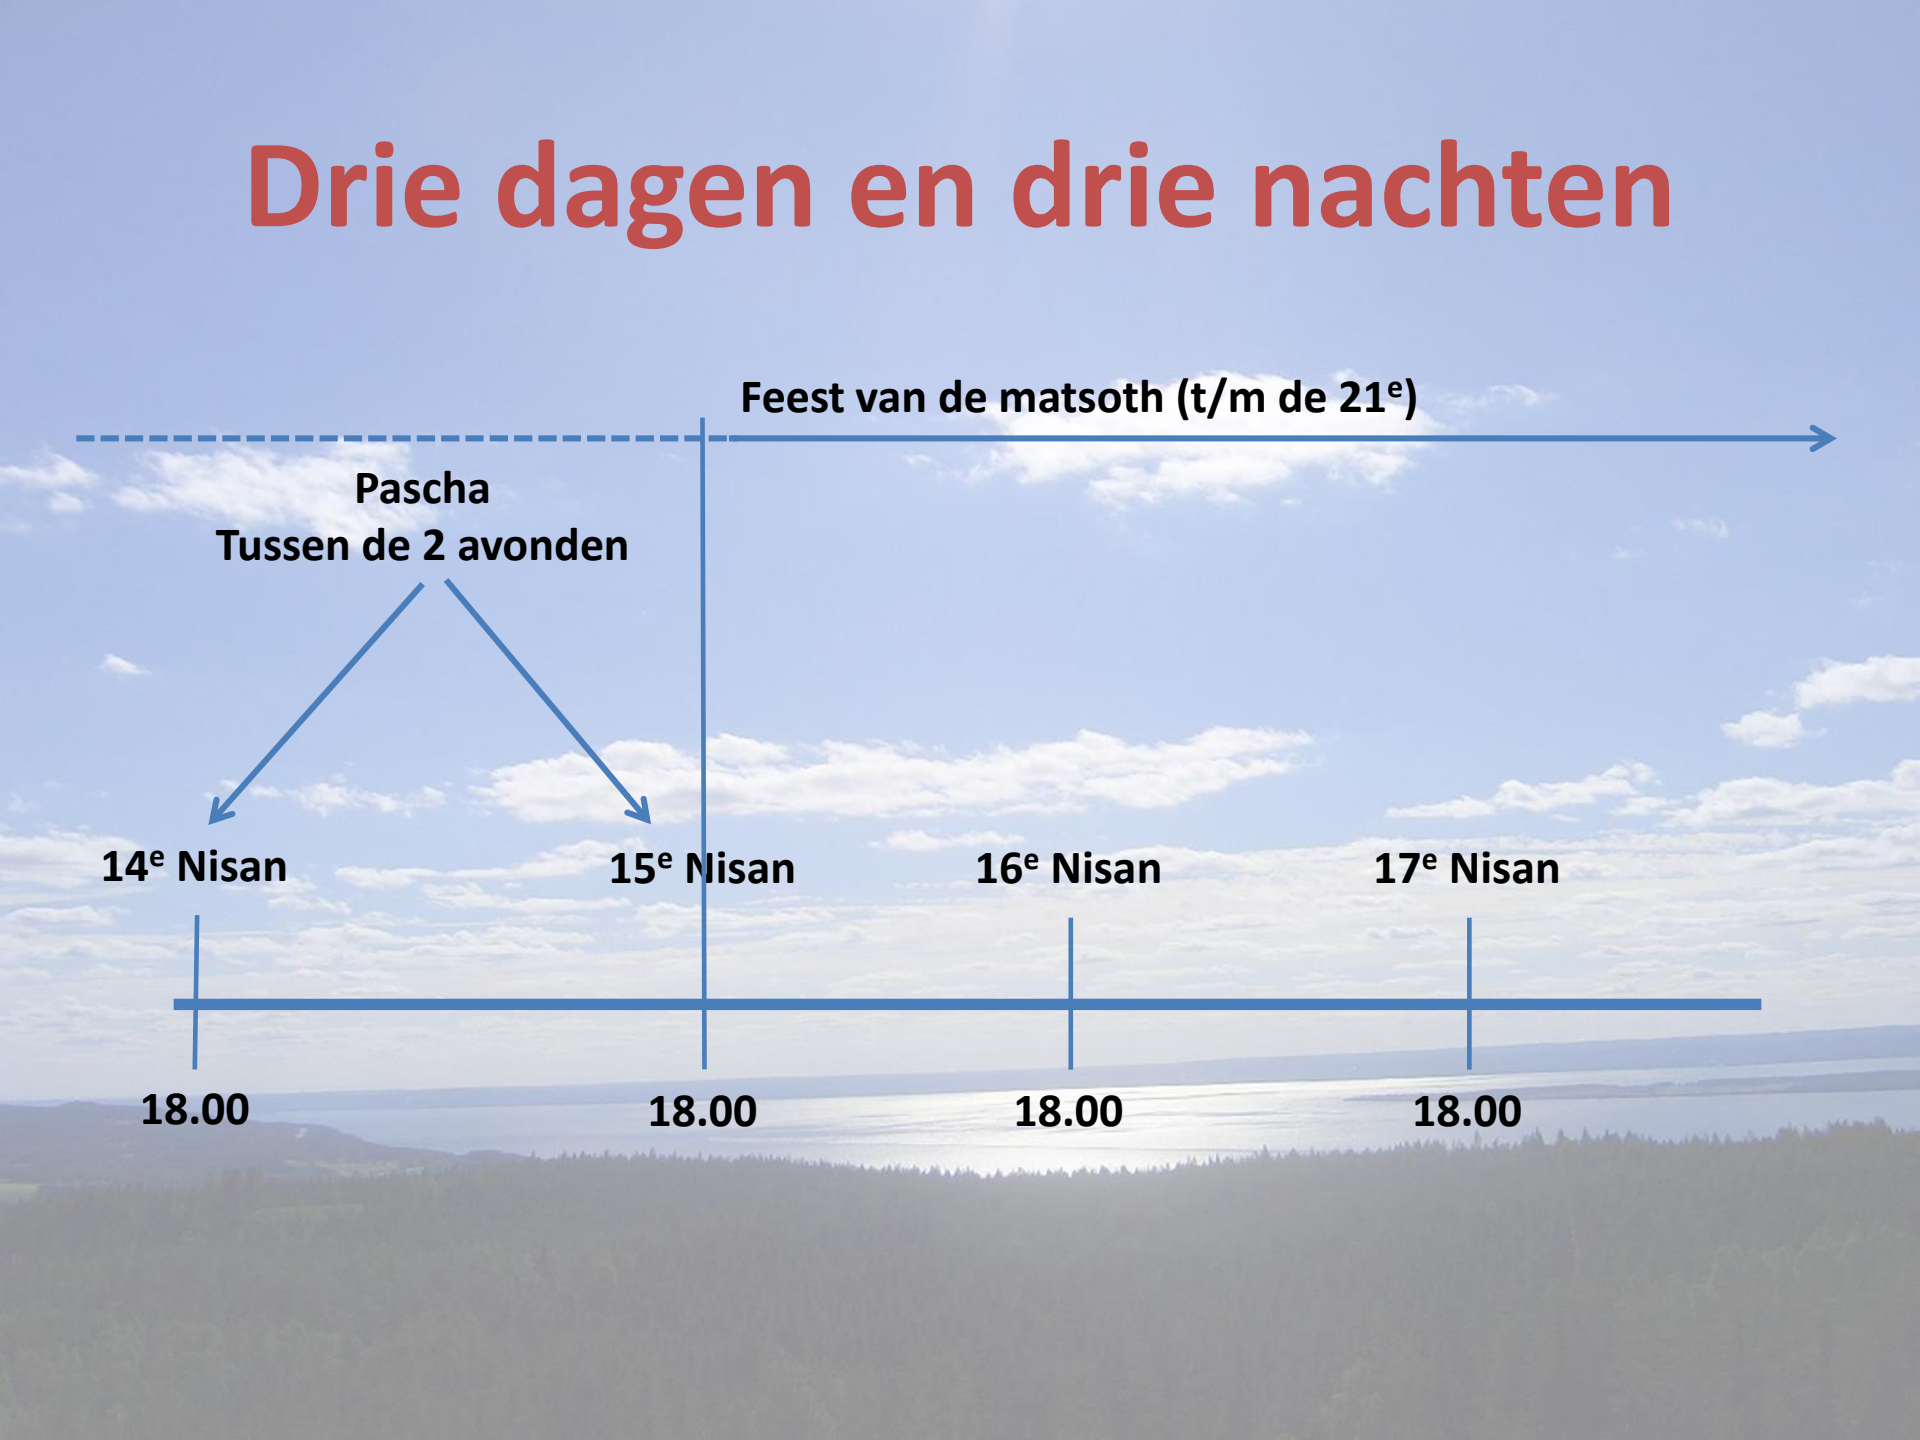 Drie dagen en drie nachten
Feest van de matsoth (t/m de 21ᵉ)
Pascha
Tussen de 2 avonden
14ᵉ Nisan
15ᵉ Nisan
16ᵉ Nisan
17ᵉ Nisan
18.00
18.00
18.00
18.00